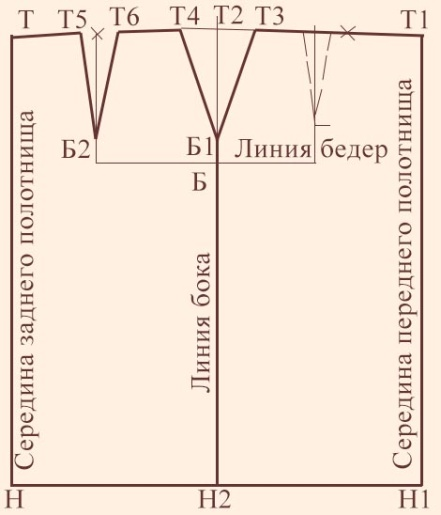 Т Т5 Т6 Т4 Т2 Т3 Т1
Б2 Б1 Линия бедер
Б
Середина заднего полотнища
Линия бока
Середина переднего полотнища
Н Н2 Н1